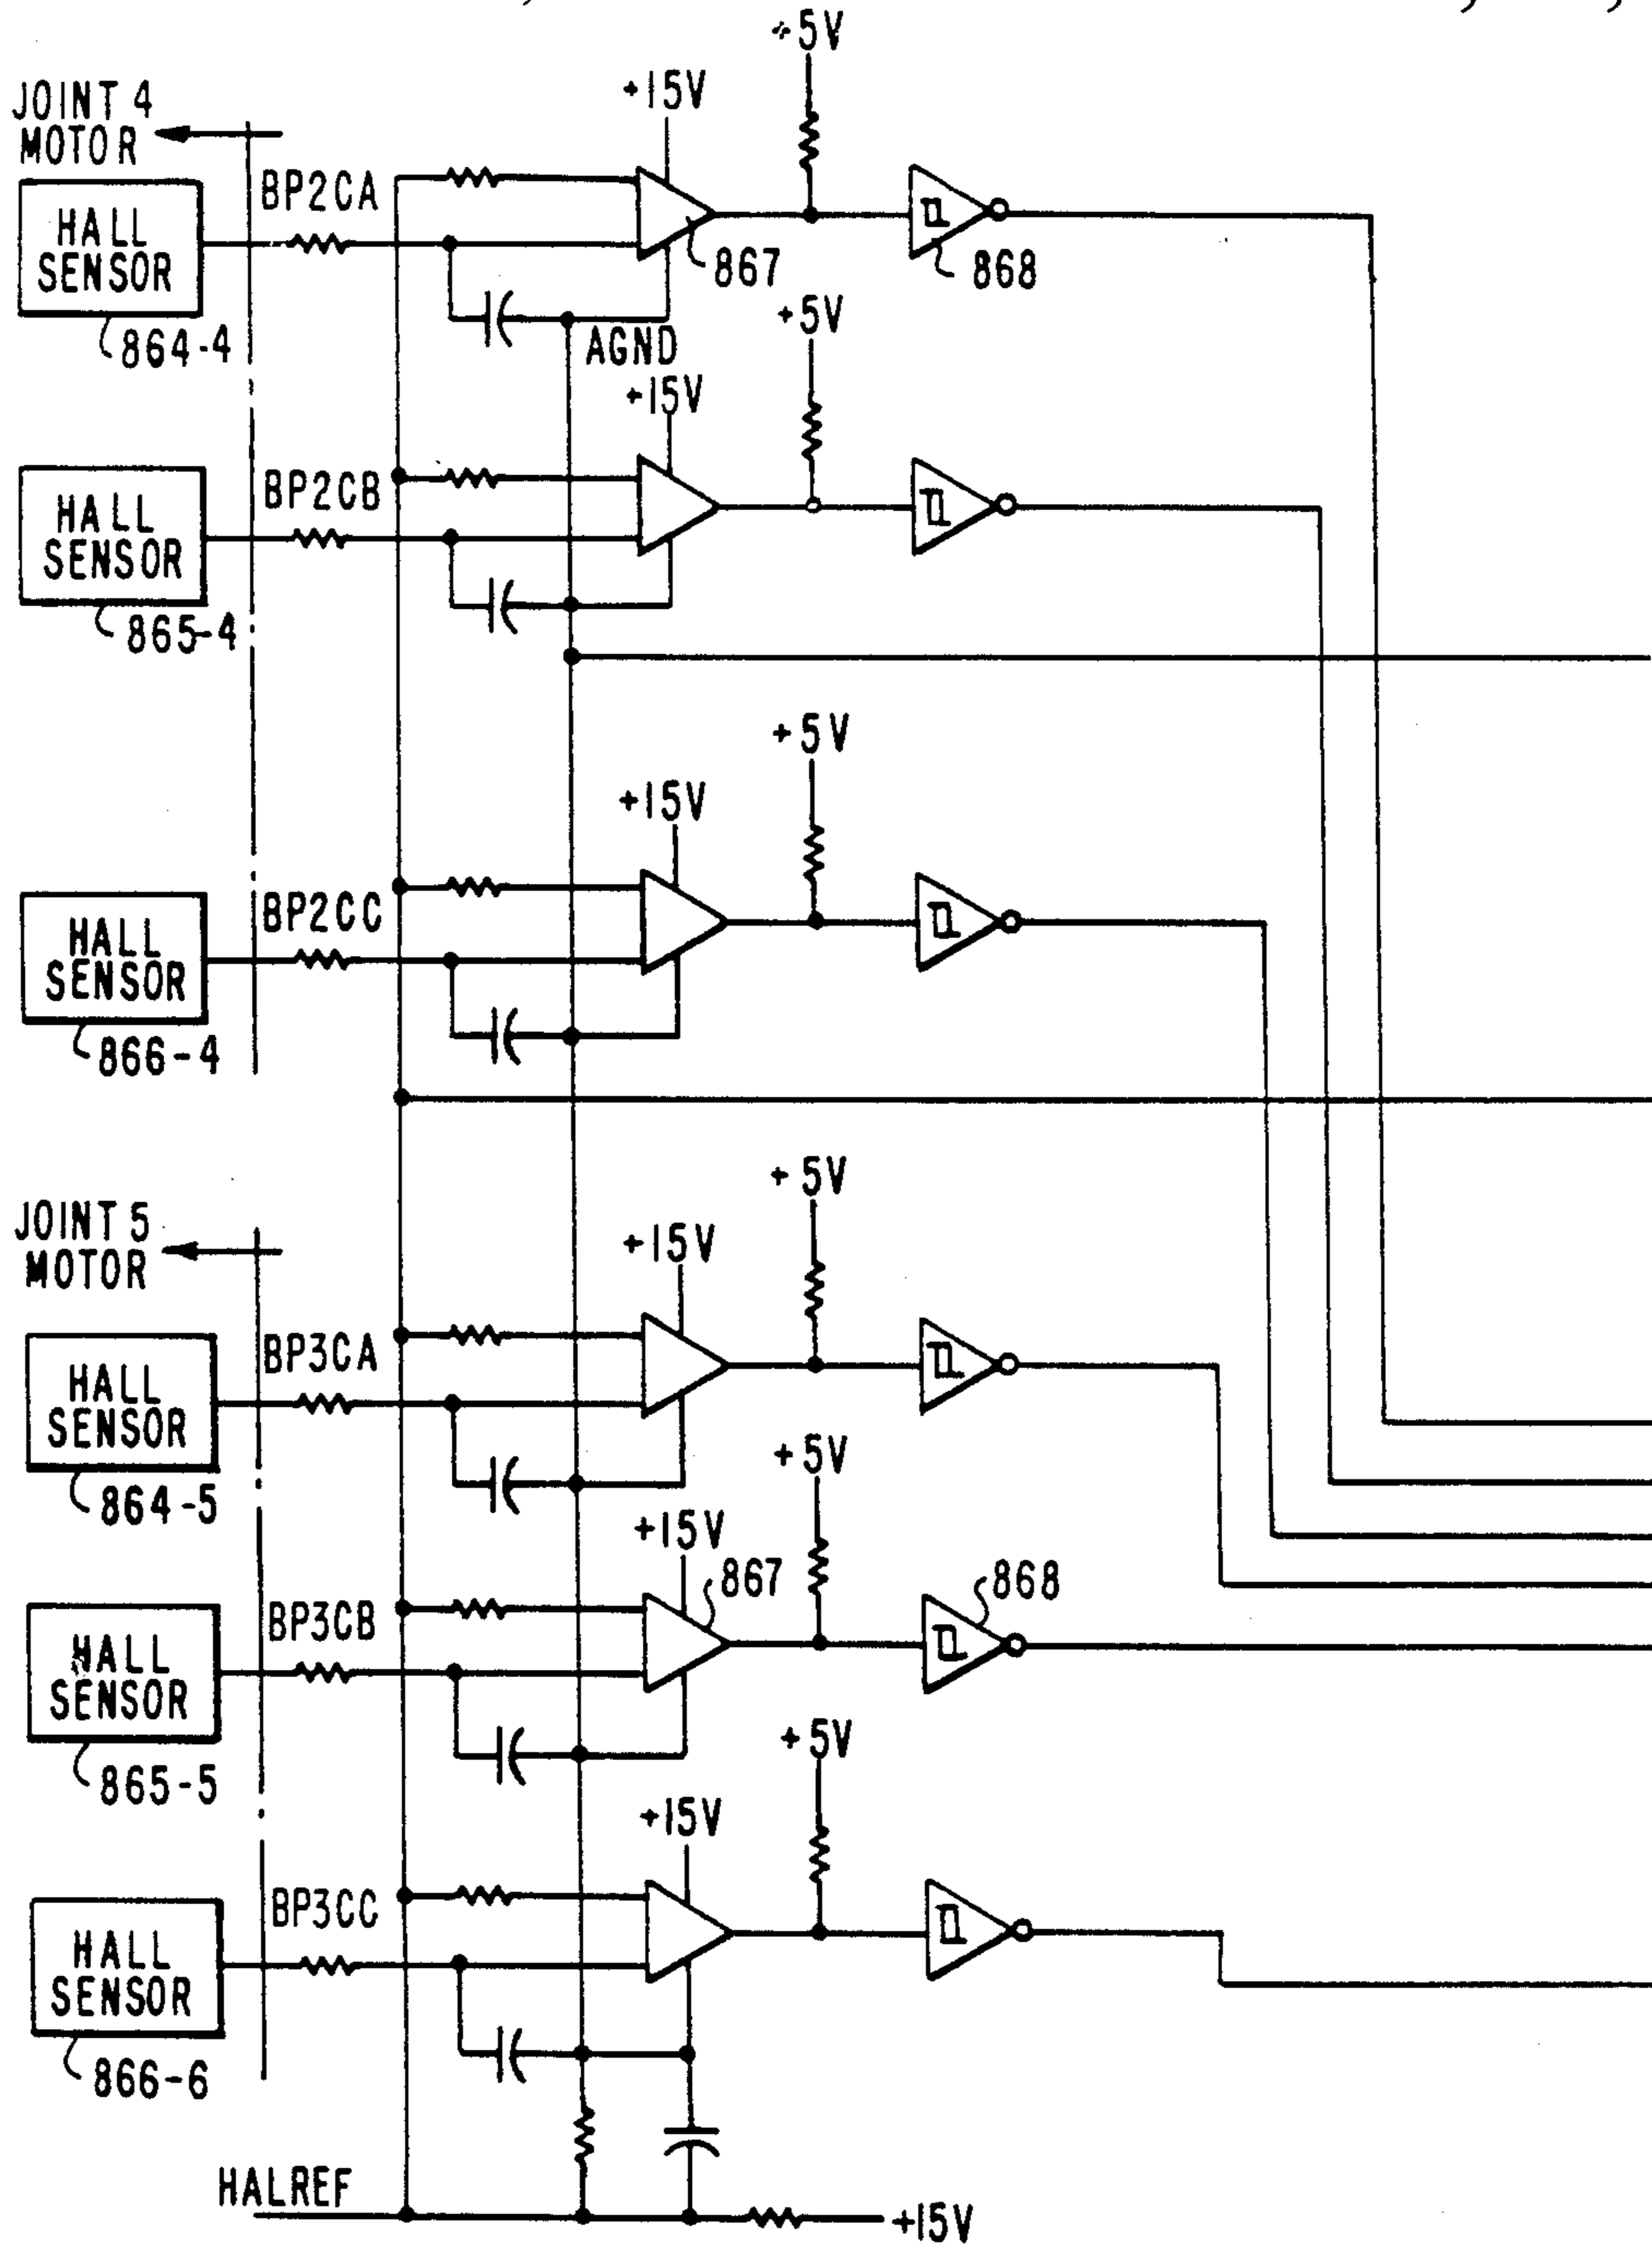 +5V
+15V
JOINT 4
MOTOR
BP2CA
HALL
SENSOR
867
868
864-4
+5V
AGND
+15V
BP2CB
HALL
SENSOR
865-4
+5V
+15V
BP2CC
HALL
SENSOR
866-4
+5V
JOINT 5
MOTOR
+15V
BP3CA
HALL
SENSOR
864-5
+5V
+15V
867
868
BP3CB
HALL
SENSOR
865-5
+5V
+15V
BP3CC
HALL
SENSOR
866-6
HALREF
+15V